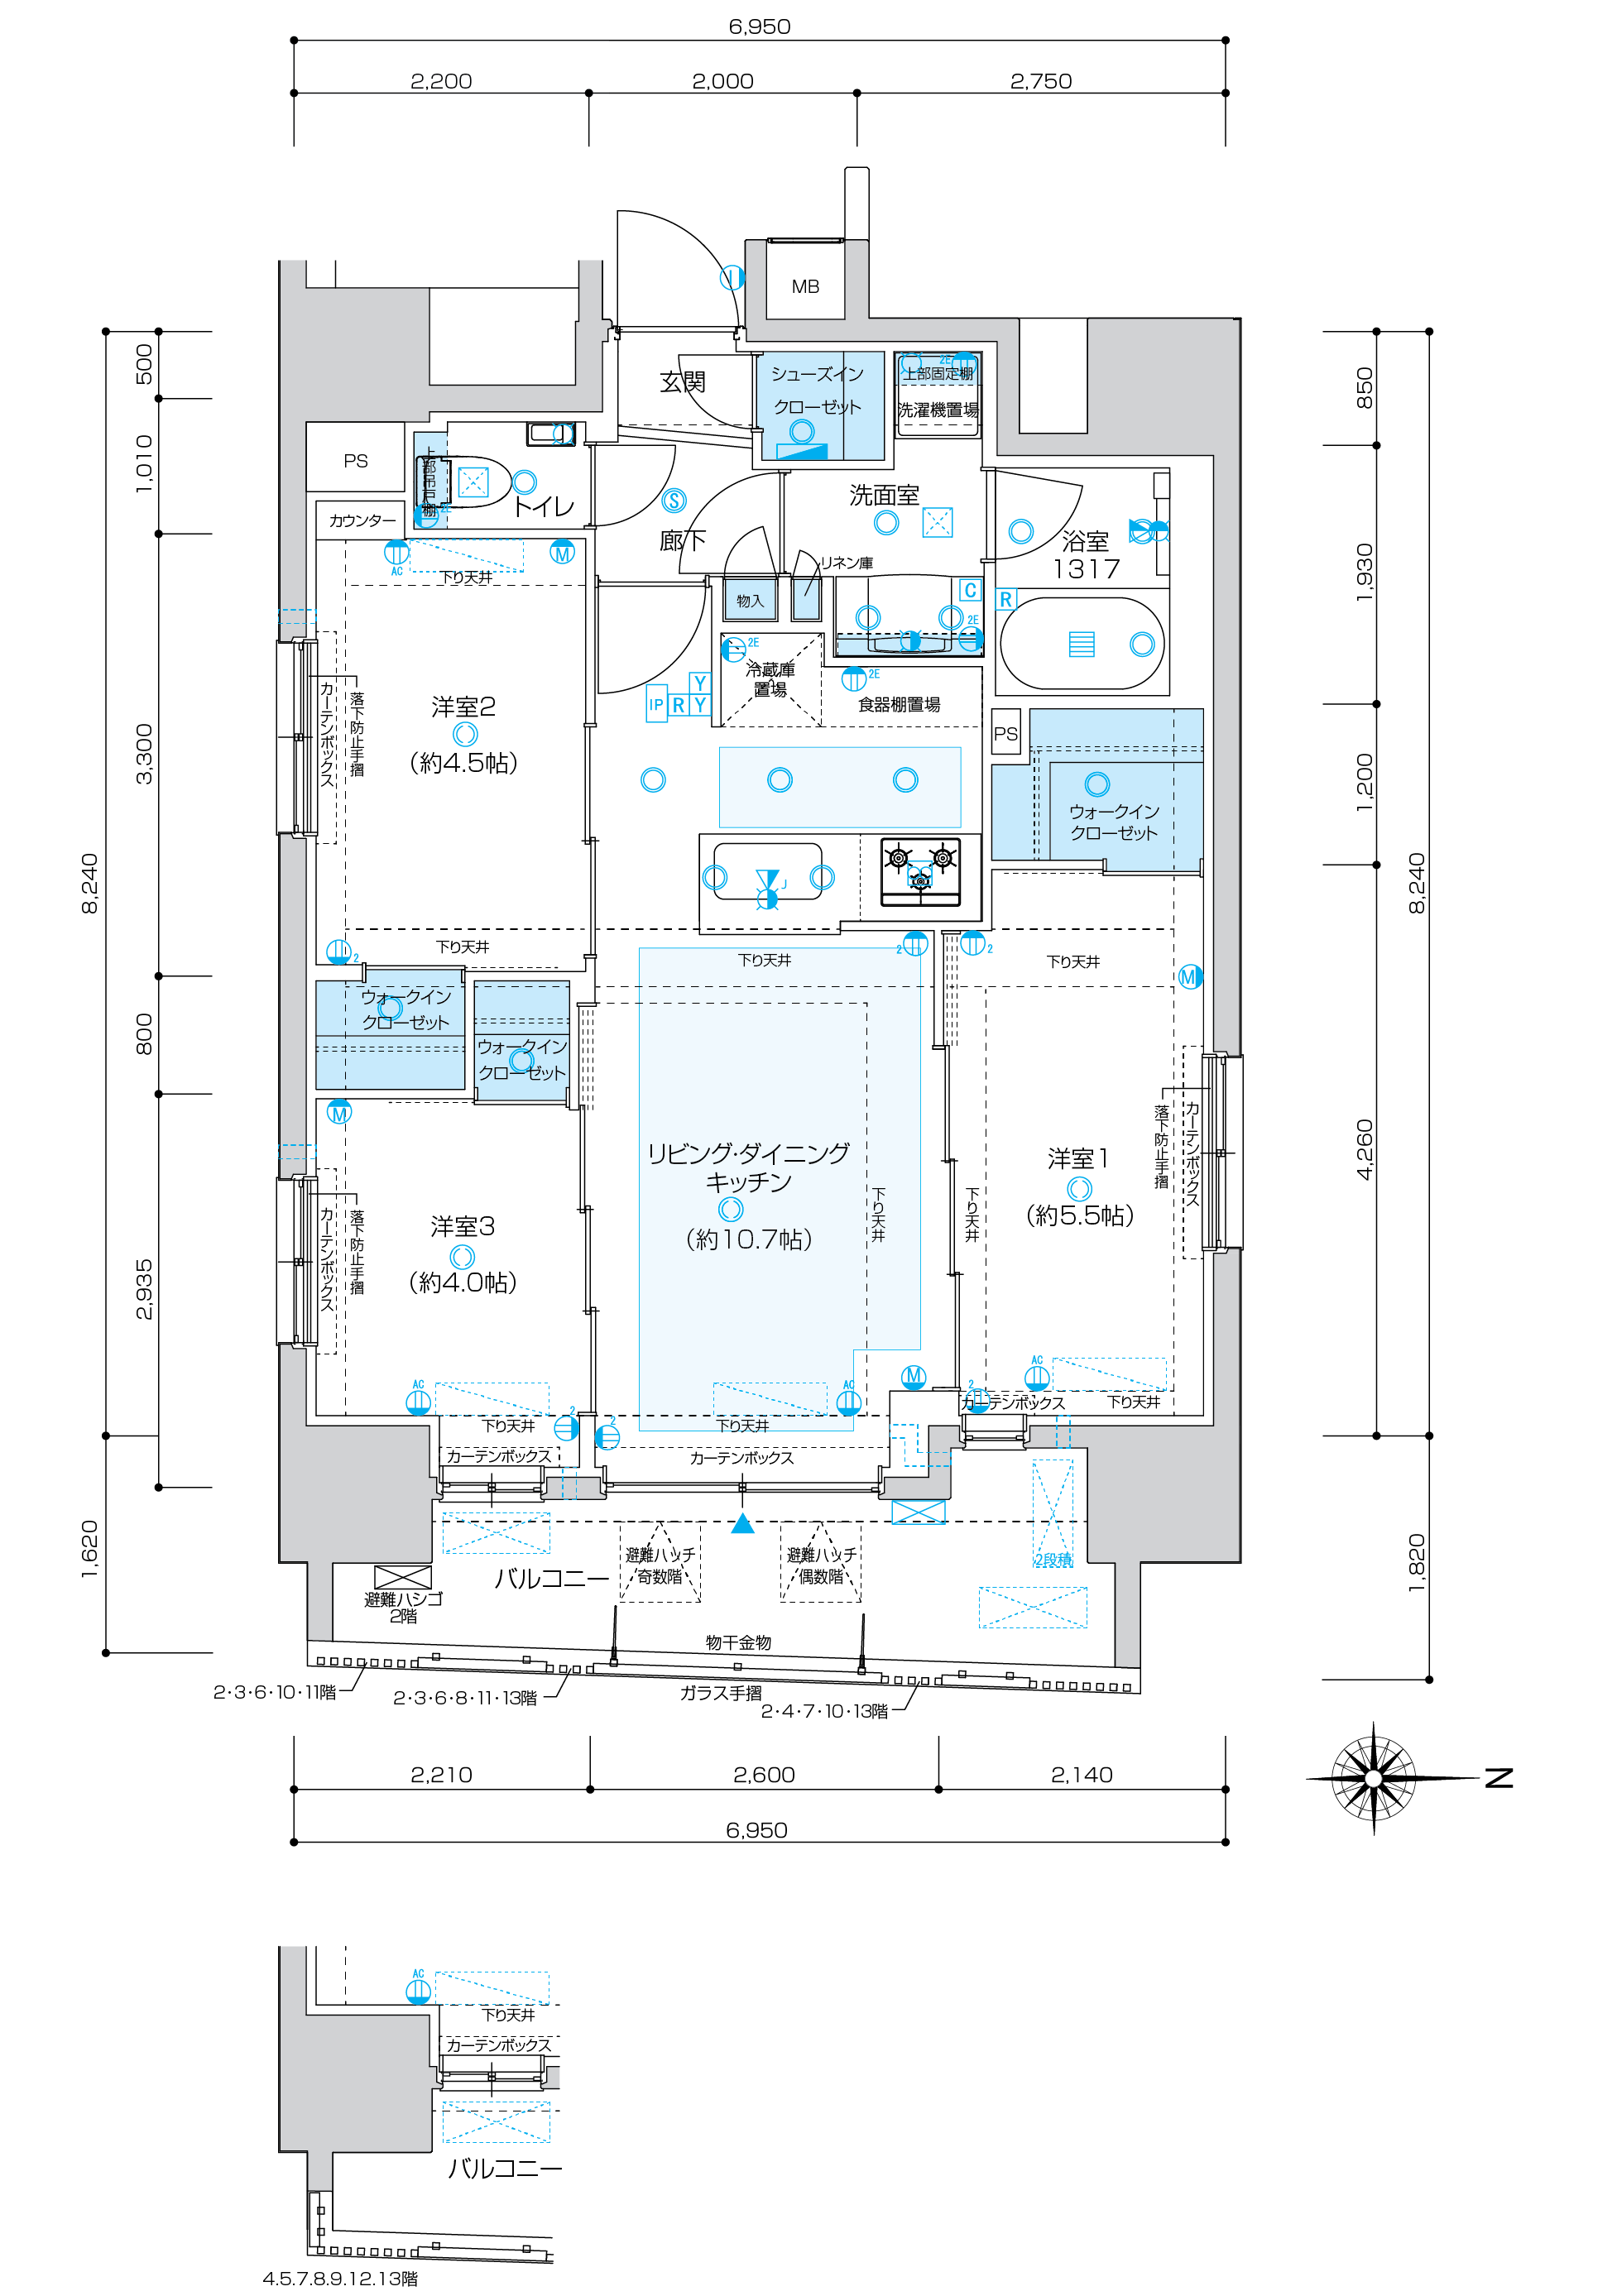 6,950
2,200
2,000
2,750
MB
500
1,010
3,300
800
2,935
8,240
1,620
850
1,930
1,200
4,260
8,240
1,820
玄関
シューズイン
クローゼット
2E
上部固定棚
洗濯機置場
PS
上部吊戸棚
2E
トイレ
カウンター
S
廊下
洗面室
浴室
1317
リネン庫
物入
C
R
2E
AC
M
下り天井
2E
冷蔵庫
置場
2E
食器棚置場
IP
R
Y
Y
洋室2
(約4.5帖)
カーテンボックス
落下防止手摺
PS
ウォークイン
クローゼット
J
2
下り天井
下り天井
2
2
下り天井
M
ウォークイン
クローゼット
ウォークイン
クローゼット
M
リビング・ダイニング
キッチン
(約10.7帖)
下り天井
下り天井
洋室1
(約5.5帖)
落下防止手摺
カーテンボックス
洋室3
(約4.0帖)
カーテンボックス
落下防止手摺
AC
下り天井
カーテンボックス
2
2
AC
M
下り天井
カーテンボックス
2
AC
カーテンボックス
下り天井
避難ハッチ
奇数階
避難ハッチ
偶数階
2段積
バルコニー
避難ハシゴ
2階
物干金物
ガラス手摺
2・3・6・10・11階
2・3・6・8・11・13階
2・4・7・10・13階
2,210
2,600
2,140
6,950
N
AC
下り天井
カーテンボックス
バルコニー
4.5.7.8.9.12.13階